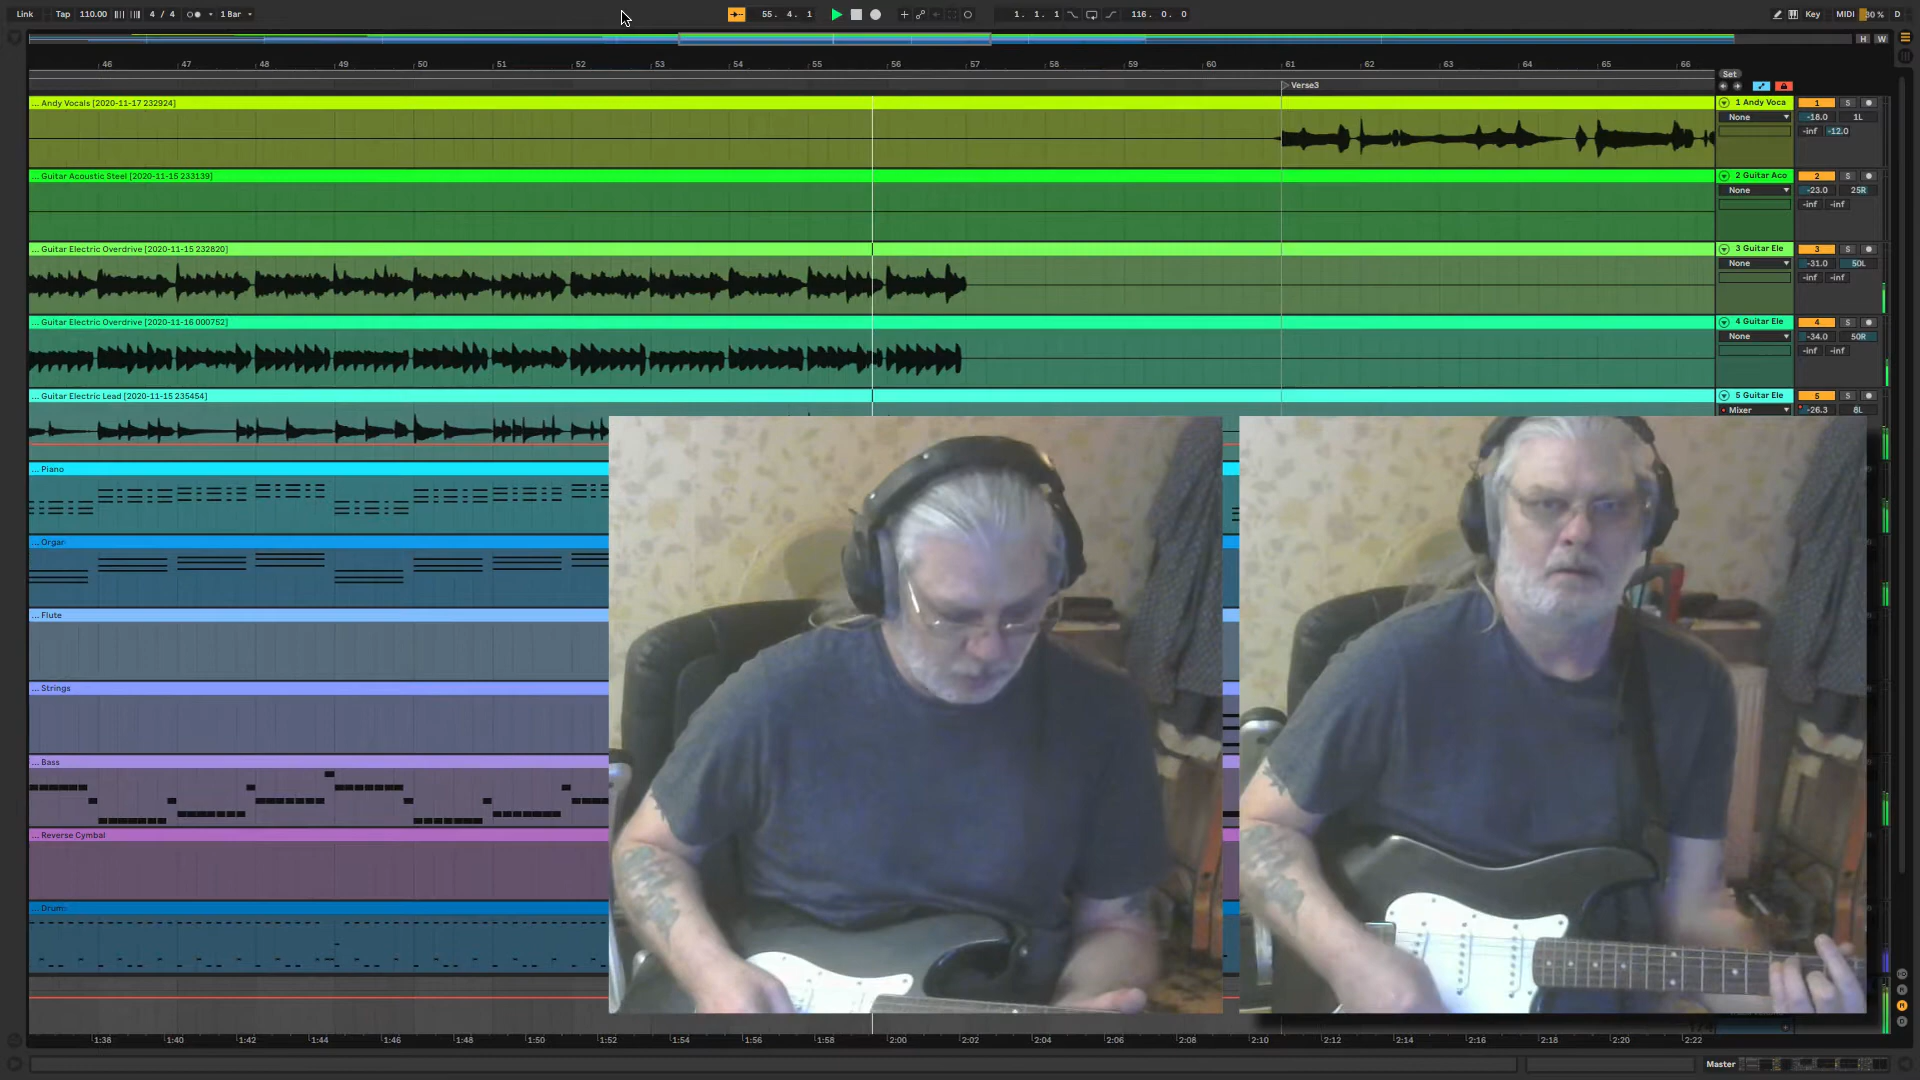 Link Tap 110.00 4 / 4 1 Bar 55. 4. 1 1. 1. 1 116. 0. 0 Key MIDI 30 % D
H W
46 47 48 49 50 51 52 53 54 55 56 57 58 59 60 61 62 63 64 65 66
Set
Verse3
... Andy Vocals [2020-11-17 232924] 1 Andy Voca 1 S
None -18.0 1L
-inf -12.0
... Guitar Acoustic Steel [2020-11-15 233139] 2 Guitar Aco 2 S
None -23.0 25R
-inf -inf
... Guitar Electric Overdrive [2020-11-15 232820] 3 Guitar Ele 3 S
None -31.0 50L
-inf -inf
... Guitar Electric Overdrive [2020-11-16 000752] 4 Guitar Ele 4 S
None -34.0 50R
-inf -inf
... Guitar Electric Lead [2020-11-15 235454] 5 Guitar Ele 5 S
Mixer -26.3 8L
... Piano
... Organ
... Flute
... Strings
... Bass
... Reverse Cymbal
... Drums
1:38 1:40 1:42 1:44 1:46 1:48 1:50 1:52 1:54 1:56 1:58 2:00 2:02 2:04 2:06 2:08 2:10 2:12 2:14 2:16 2:18 2:20 2:22
Master